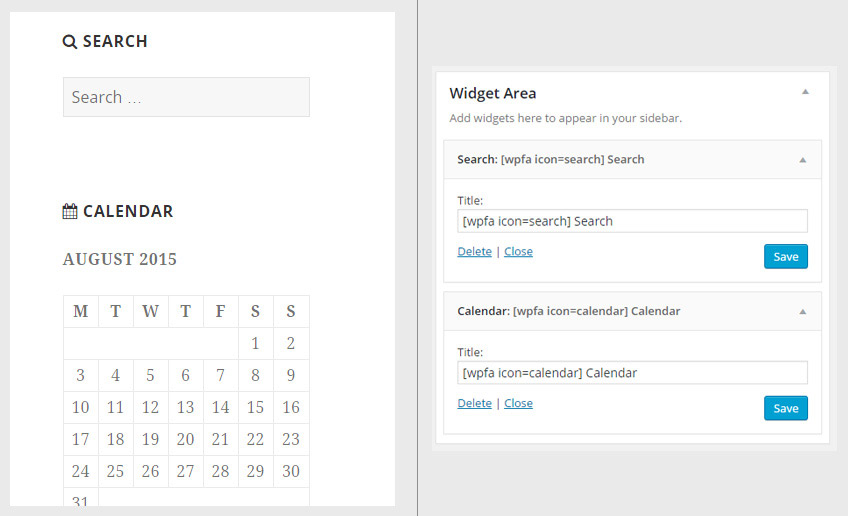 SEARCH
Search …
CALENDAR
AUGUST 2015
M T W T F S S
1 2
3 4 5 6 7 8 9
10 11 12 13 14 15 16
17 18 19 20 21 22 23
24 25 26 27 28 29 30
31
Widget Area
Add widgets here to appear in your sidebar.
Search: [wpfa icon=search] Search
Title:
[wpfa icon=search] Search
Delete | Close
Save
Calendar: [wpfa icon=calendar] Calendar
Title:
[wpfa icon=calendar] Calendar
Delete | Close
Save